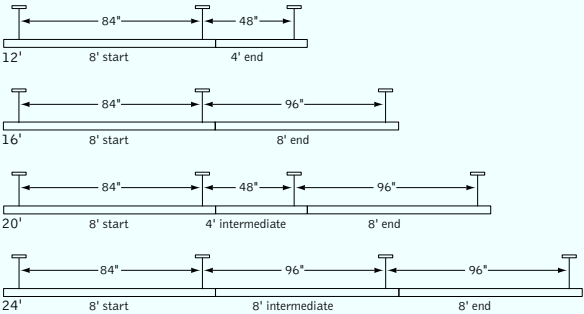 84" 48"
12' 8' start 4' end
84" 96"
16' 8' start 8' end
84" 48" 96"
20' 8' start 4' intermediate 8' end
84" 96" 96"
24' 8' start 8' intermediate 8' end